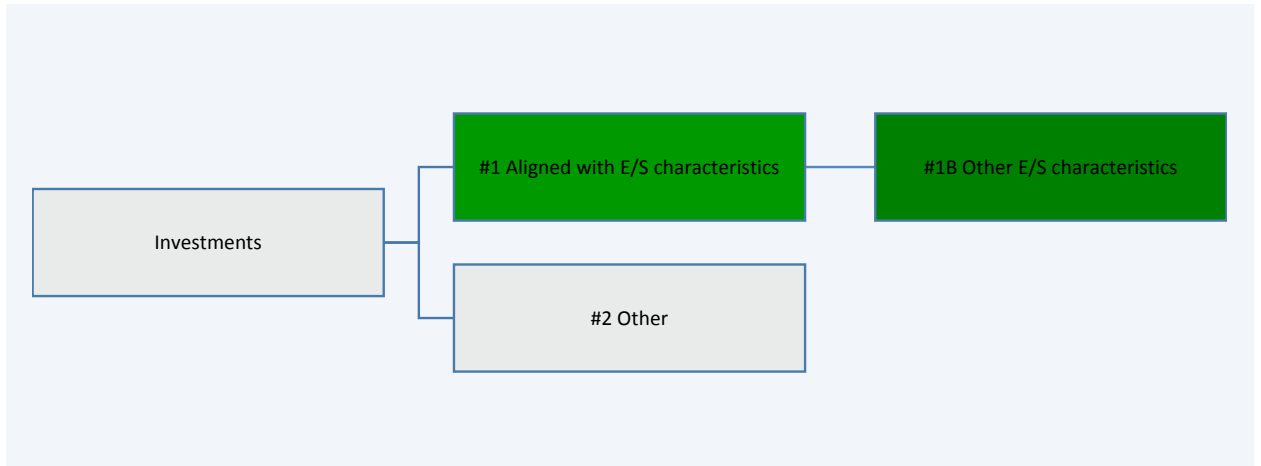 #1 Aligned with E/S characteristics
#1B Other E/S characteristics
Investments
#2 Other